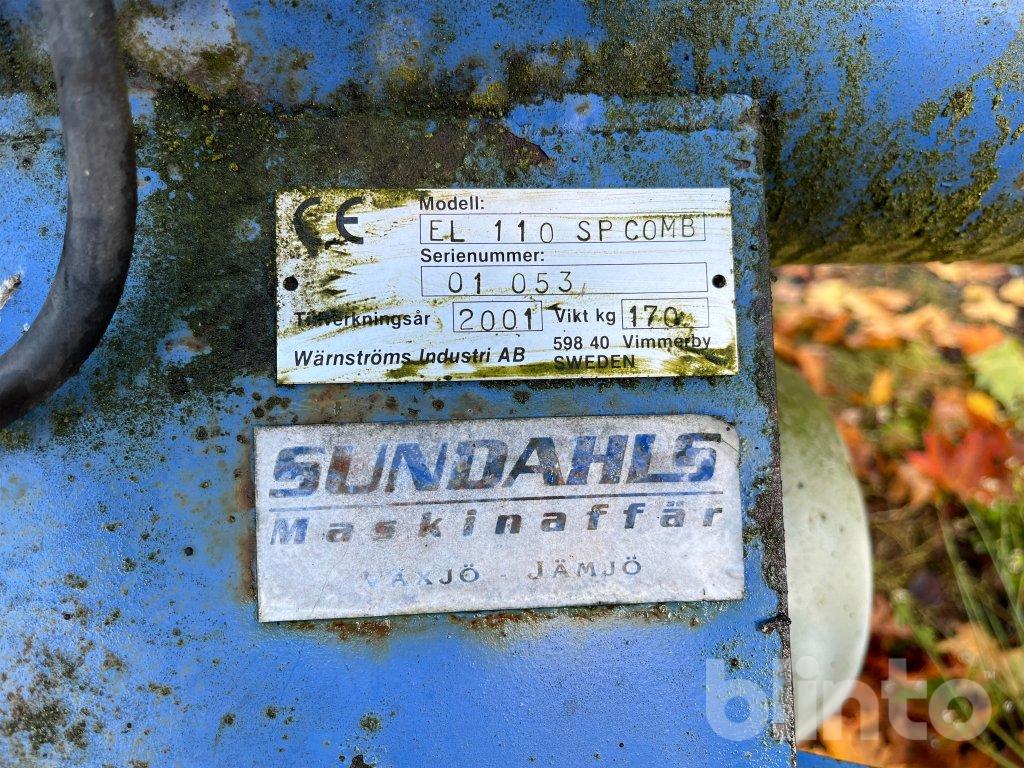 CE
Modell:
EL 110 SP COMB
Serienummer:
01 053
Tillverkningsår 2001 Vikt kg 170
Wärnströms Industri AB 598 40 Vimmerby
SWEDEN
SUNDAHLS
Maskinaffär
VÄXJÖ - JÄMJÖ
blinto™